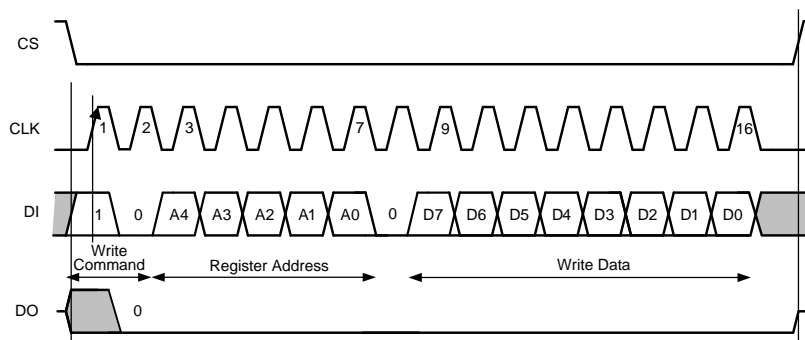 CS
CLK 1 2 3 7 9 16
DI 1 0 A4 A3 A2 A1 A0 0 D7 D6 D5 D4 D3 D2 D1 D0
Write
Command Register Address Write Data
DO 0